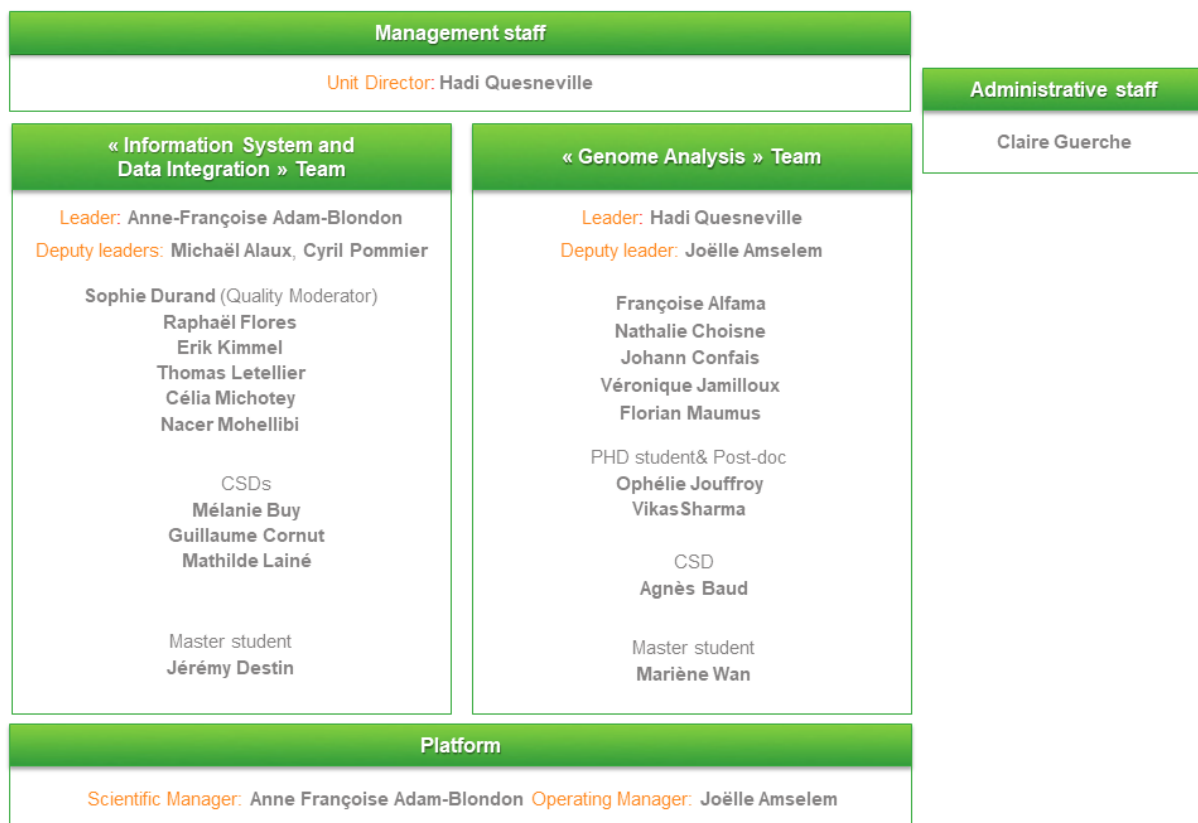 Management staff
Unit Director: Hadi Quesneville
Administrative staff
Claire Guerche
« Information System and
Data Integration » Team
Leader: Anne-Françoise Adam-Blondon
Deputy leaders: Michaël Alaux, Cyril Pommier
Sophie Durand (Quality Moderator)
Raphaël Flores
Erik Kimmel
Thomas Letellier
Célia Michotey
Nacer Mohellibi
CSDs
Mélanie Buy
Guillaume Cornut
Mathilde Lainé
Master student
Jérémy Destin
« Genome Analysis » Team
Leader: Hadi Quesneville
Deputy leader: Joëlle Amselem
Françoise Alfama
Nathalie Choisne
Johann Confais
Véronique Jamilloux
Florian Maumus
PHD student& Post-doc
Ophélie Jouffroy
VikasSharma
CSD
Agnès Baud
Master student
Mariène Wan
Platform
Scientific Manager: Anne Françoise Adam-Blondon Operating Manager: Joëlle Amselem